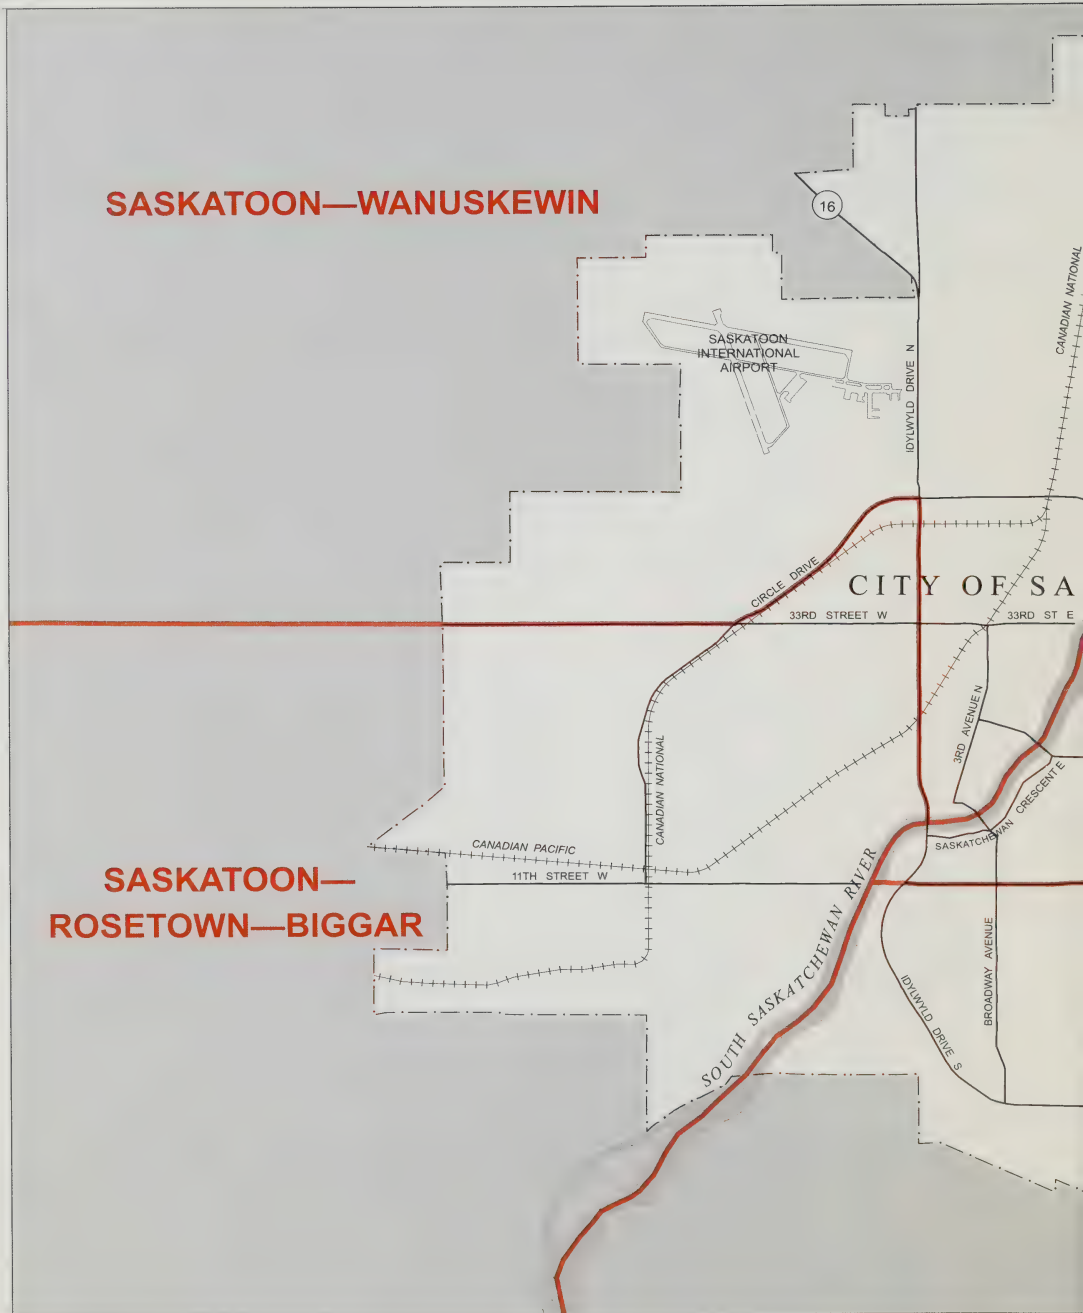 SASKATOON—WANUSKEWIN
16
CANADIAN NATIONAL
SASKATOON
INTERNATIONAL
AIRPORT
IDYLWYLD DRIVE N
CIRCLE DRIVE
CITY OF SA
33RD STREET W
33RD ST E
3RD AVENUE N
CANADIAN NATIONAL
SASKATCHEWAN CRESCENT E
CANADIAN PACIFIC
11TH STREET W
SASKATOON—
ROSETOWN—BIGGAR
SOUTH SASKATCHEWAN RIVER
BROADWAY AVENUE
IDYLWYLD DRIVE S